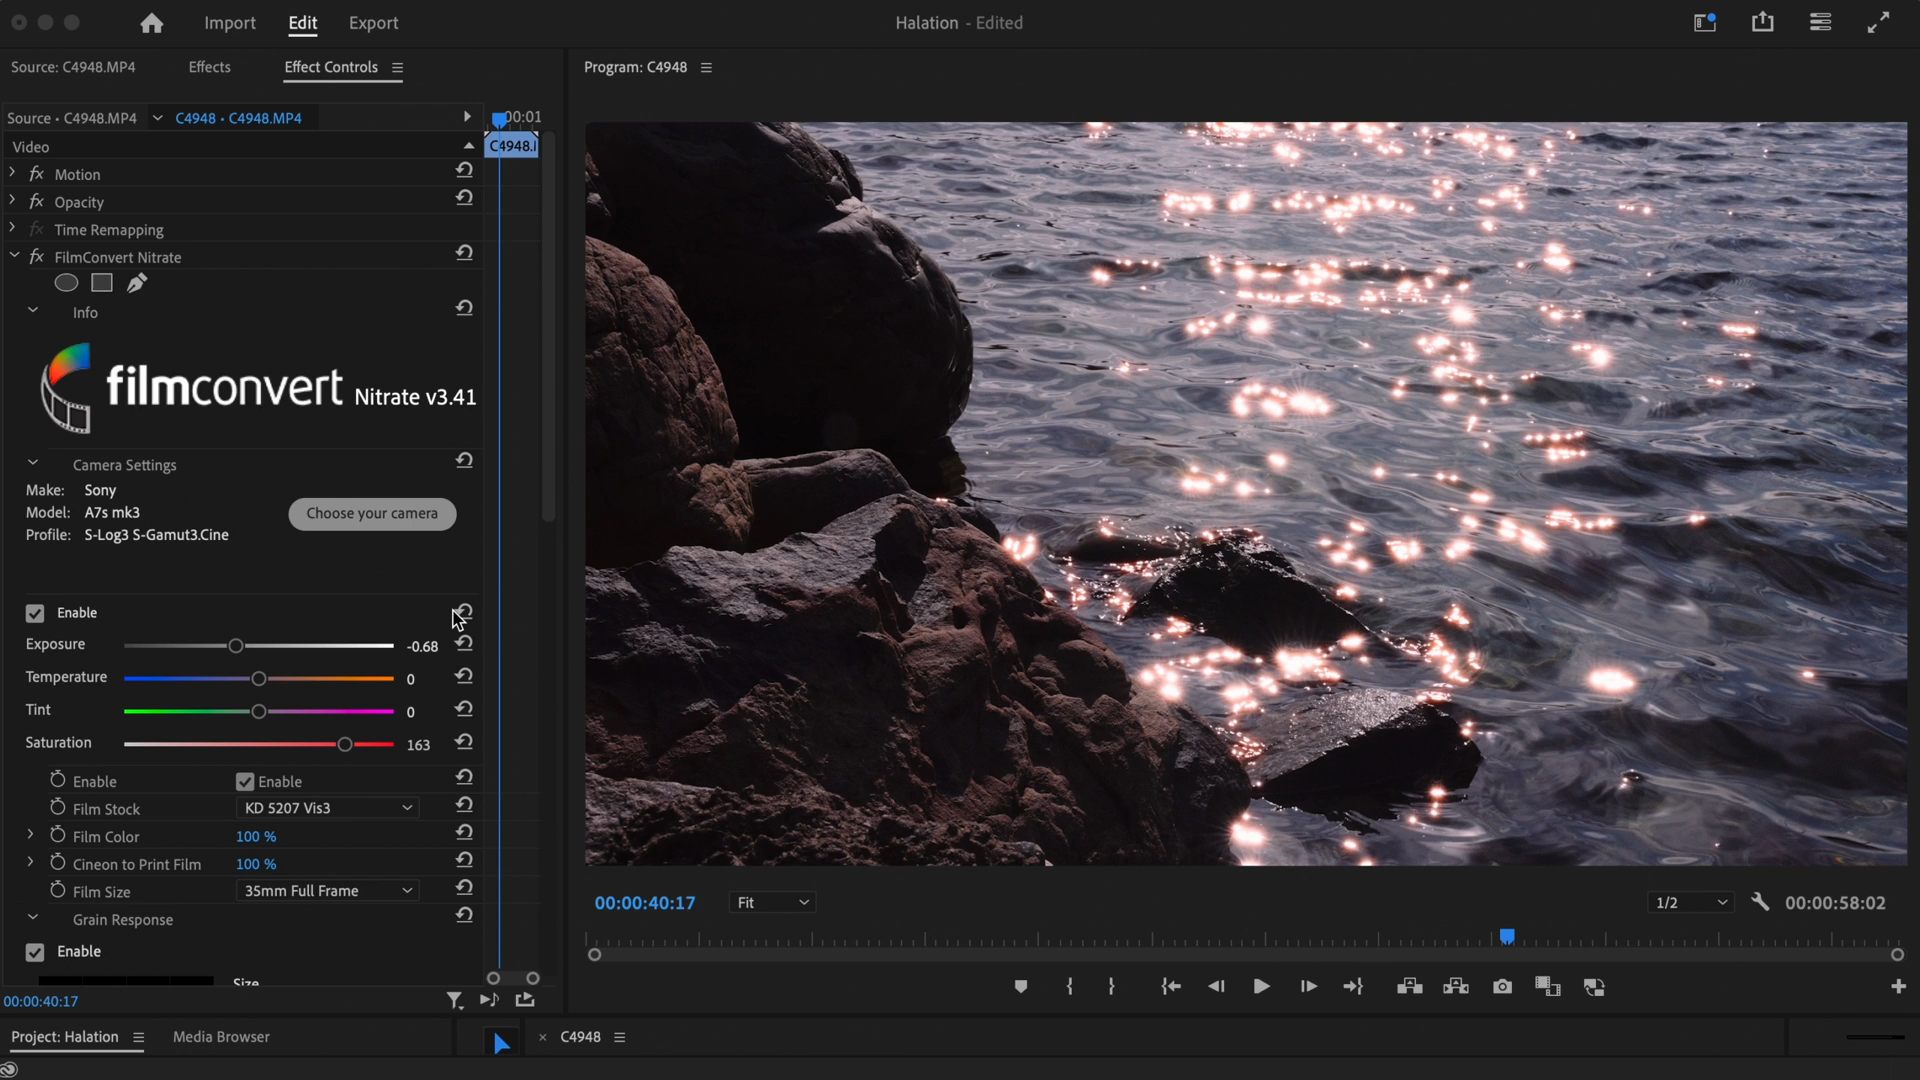 Import
Edit
Export
Halation - Edited
Source: C4948.MP4
Effects
Effect Controls
Program: C4948
Source • C4948.MP4
C4948 • C4948.MP4
00:01
Video
C4948.
fx Motion
fx Opacity
fx Time Remapping
fx FilmConvert Nitrate
Info
filmconvert Nitrate v3.41
Camera Settings
Make: Sony
Model: A7s mk3
Profile: S-Log3 S-Gamut3.Cine
Choose your camera
Enable
Exposure -0.68
Temperature 0
Tint 0
Saturation 163
Enable Enable
Film Stock KD 5207 Vis3
Film Color 100 %
Cineon to Print Film 100 %
Film Size 35mm Full Frame
Grain Response
Enable
Size
00:00:40:17
00:00:40:17
Fit
1/2
00:00:58:02
Project: Halation
Media Browser
× C4948